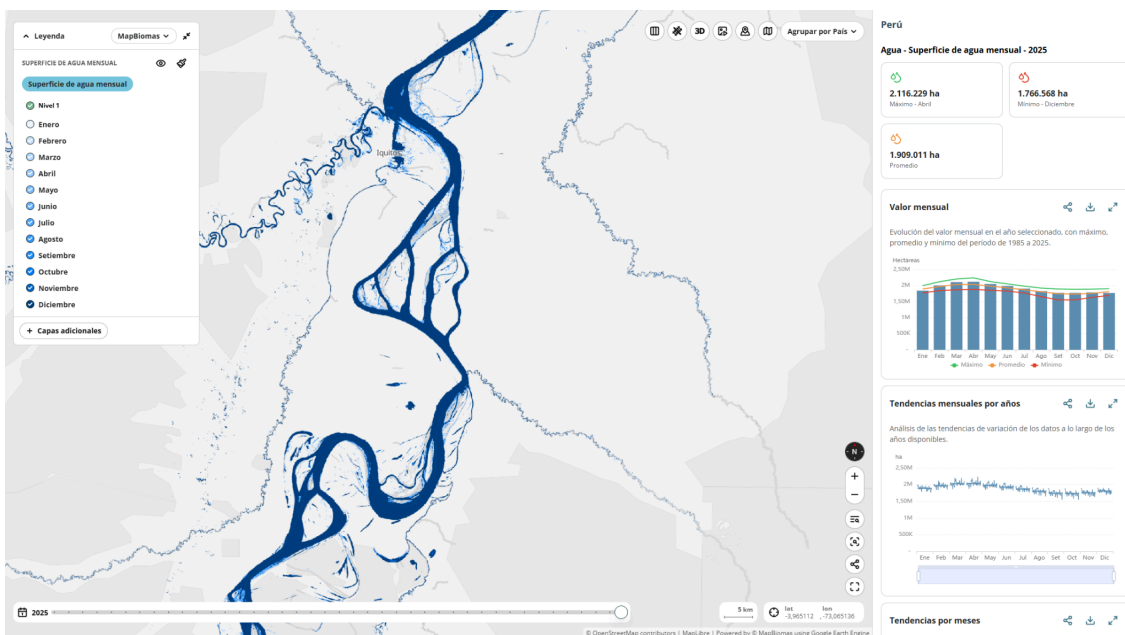 Leyenda
MapBiomas
SUPERFICIE DE AGUA MENSUAL
Superficie de agua mensual
Nivel 1
Enero
Febrero
Marzo
Abril
Mayo
Junio
Julio
Agosto
Setiembre
Octubre
Noviembre
Diciembre
+ Capas adicionales
3D
Agrupar por País
Iquitos
N
+
−
2025
5 km
lat lon
-3,965112 ,-73,065136
© OpenStreetMap contributors | MapLibre | Powered by © MapBiomas using Google Earth Engine
Perú
Agua - Superficie de agua mensual - 2025
2.116.229 ha
Máximo - Abril
1.766.568 ha
Mínimo - Diciembre
1.909.011 ha
Promedio
Valor mensual
Evolución del valor mensual en el año seleccionado, con máximo,
promedio y mínimo del período de 1985 a 2025.
Hectáreas
2,50M
2M
1,50M
1M
500K
-
Ene Feb Mar Abr May Jun Jul Ago Set Oct Nov Dic
Máximo Promedio Mínimo
Tendencias mensuales por años
Análisis de las tendencias de variación de los datos a lo largo de los
años disponibles.
ha
2,50M
2M
1,50M
1M
500K
-
Ene Feb Mar Abr May Jun Jul Ago Set Oct Nov Dic
Tendencias por meses